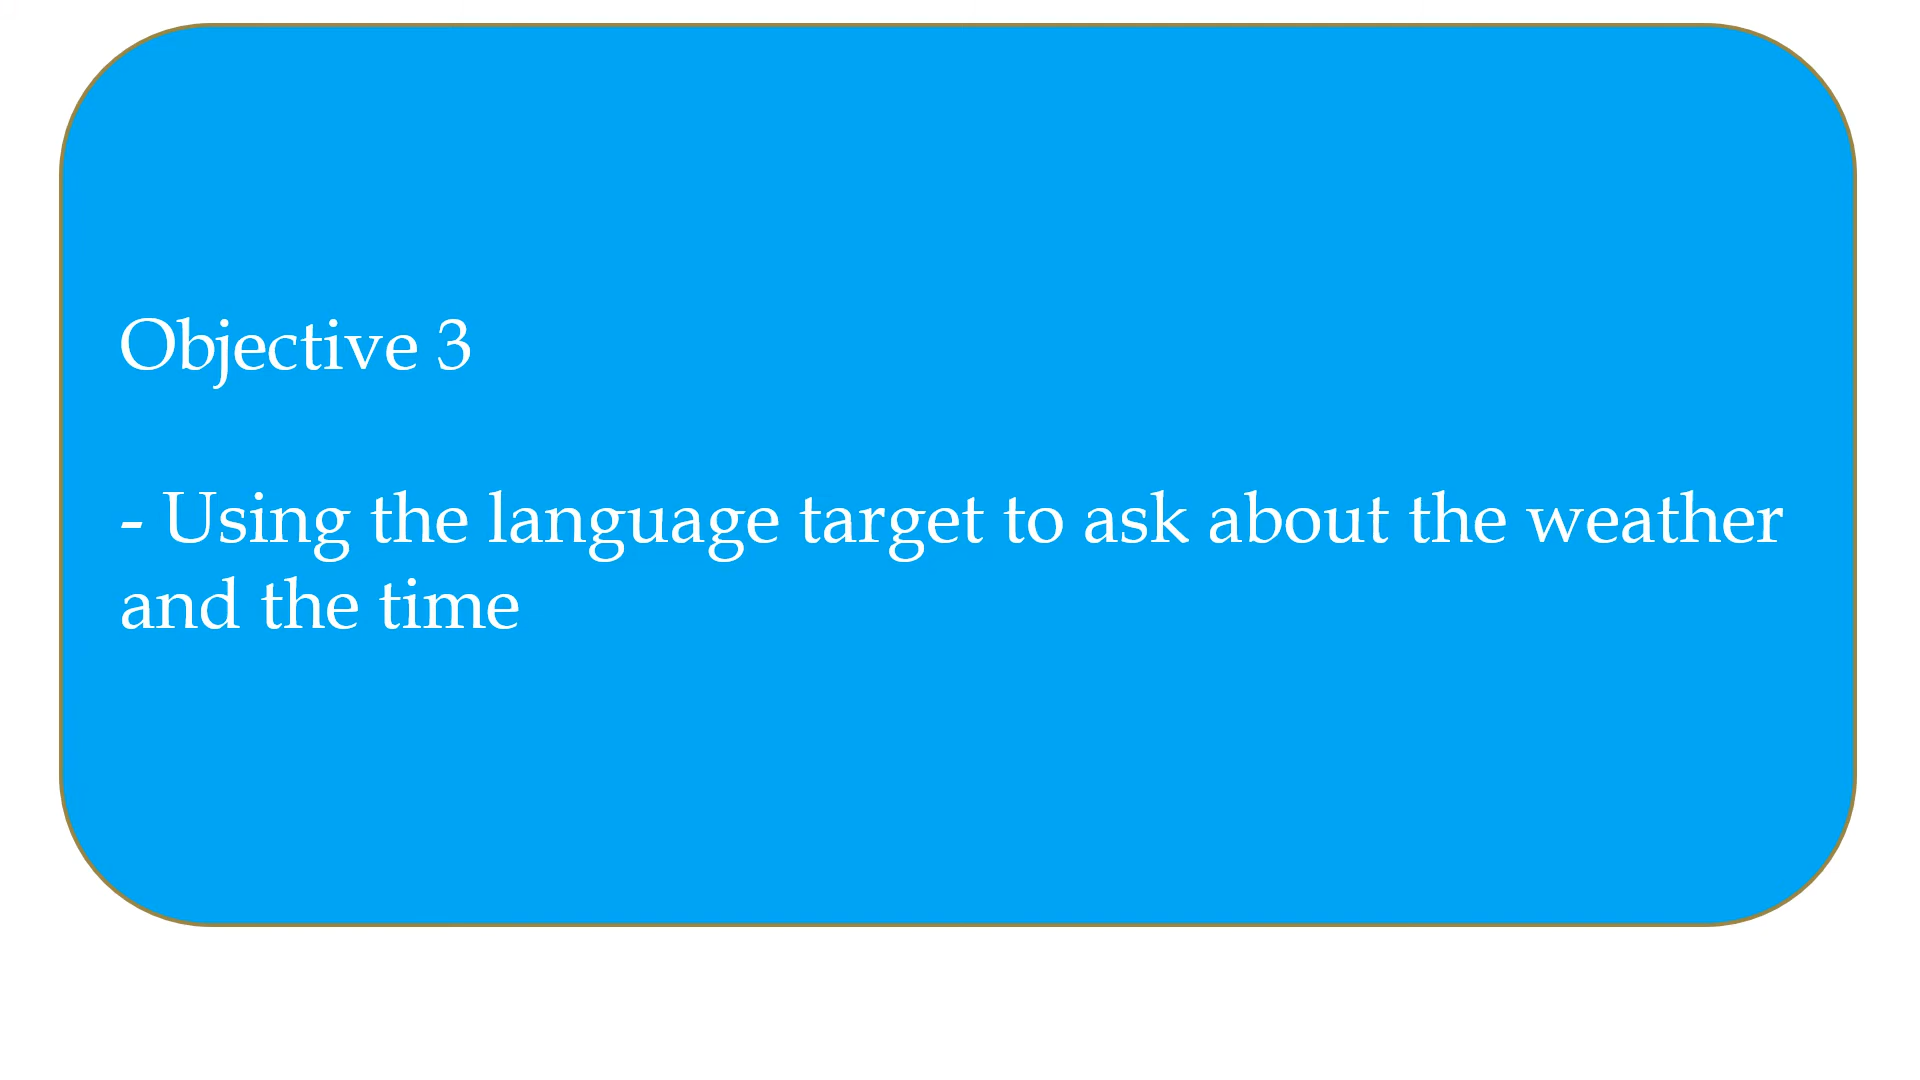 Objective 3
- Using the language target to ask about the weather
and the time